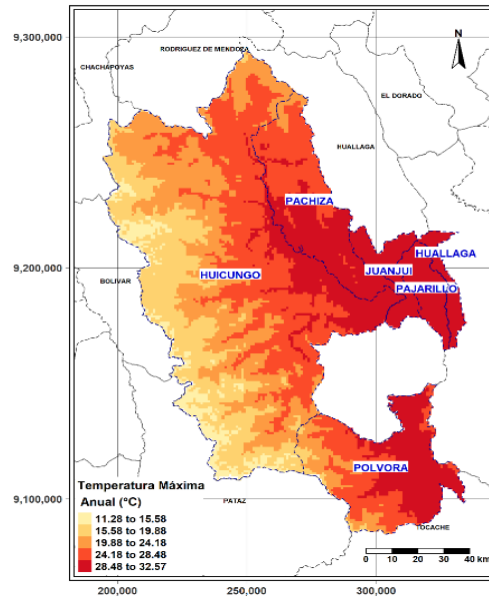 9,300,000
RODRIGUEZ DE MENDOZA
N
CHACHAPOYAS
EL DORADO
HUALLAGA
PACHIZA
HUALLAGA
9,200,000
HUICUNGO
JUANJUI
BOLIVAR
PAJARILLO
POLVORA
Temperatura Máxima
Anual (°C)
11.28 to 15.58
15.58 to 19.88
19.88 to 24.18
24.18 to 28.48
28.48 to 32.57
9,100,000
PATAZ
TOCACHE
0 10 20 30 40 km
200,000 250,000 300,000